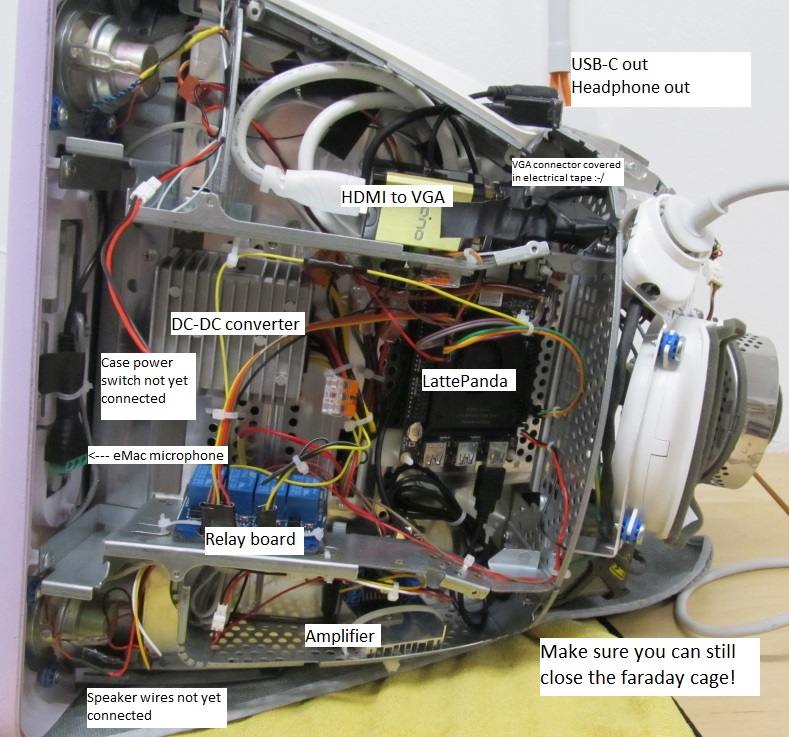 USB-C out
Headphone out
VGA connector covered
in electrical tape :-/
HDMI to VGA
DC-DC converter
Case power
switch not yet
connected
LattePanda
<--- eMac microphone
Relay board
Amplifier
Make sure you can still
close the faraday cage!
Speaker wires not yet
connected